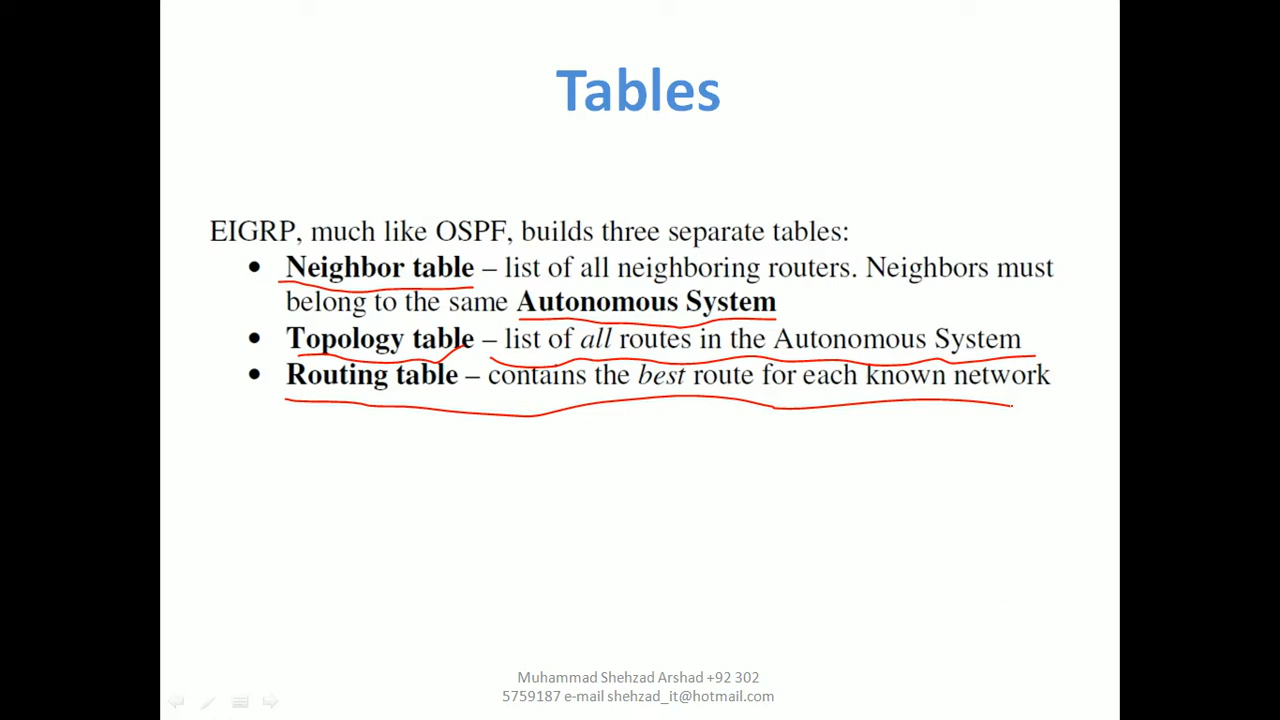 Tables
EIGRP, much like OSPF, builds three separate tables:
• Neighbor table – list of all neighboring routers. Neighbors must
belong to the same Autonomous System
• Topology table – list of all routes in the Autonomous System
• Routing table – contains the best route for each known network
Muhammad Shehzad Arshad +92 302
5759187 e-mail shehzad_it@hotmail.com